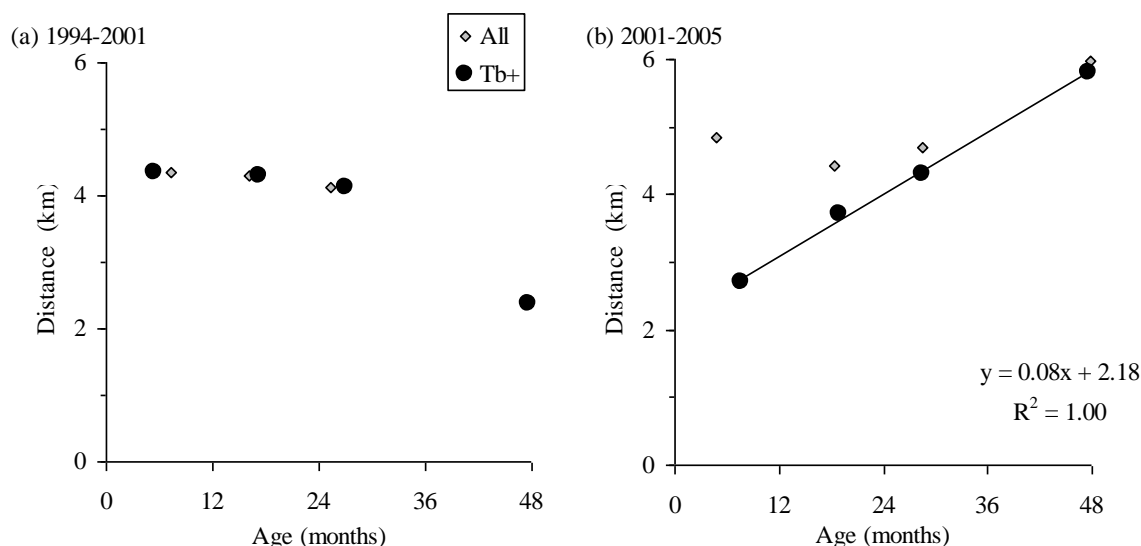 (a) 1994-2001
All
Tb+
6
4
2
0
0 12 24 36 48
Distance (km)
Age (months)
(b) 2001-2005
6
4
2
0
0 12 24 36 48
Distance (km)
Age (months)
y = 0.08x + 2.18
R² = 1.00